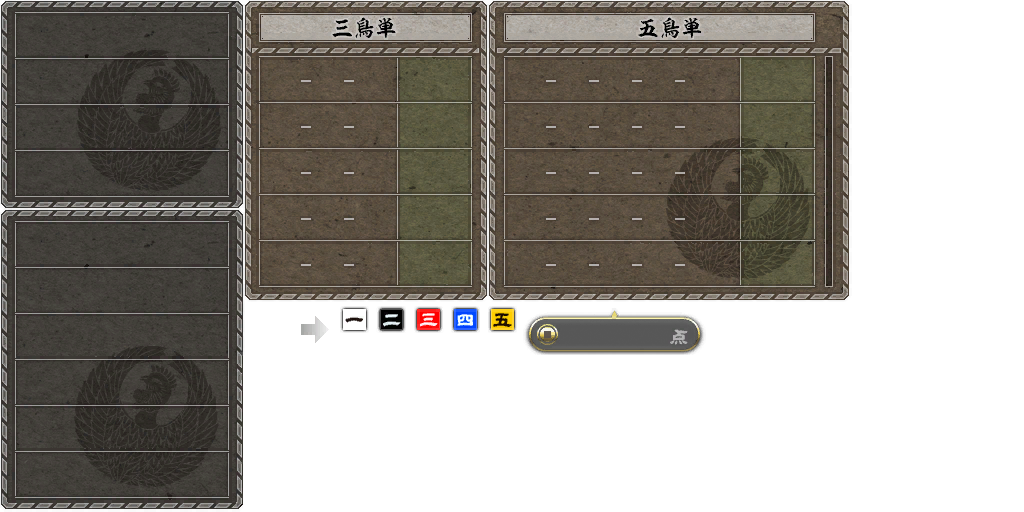 三鳥単
五鳥単
一 二 三 四 五
点